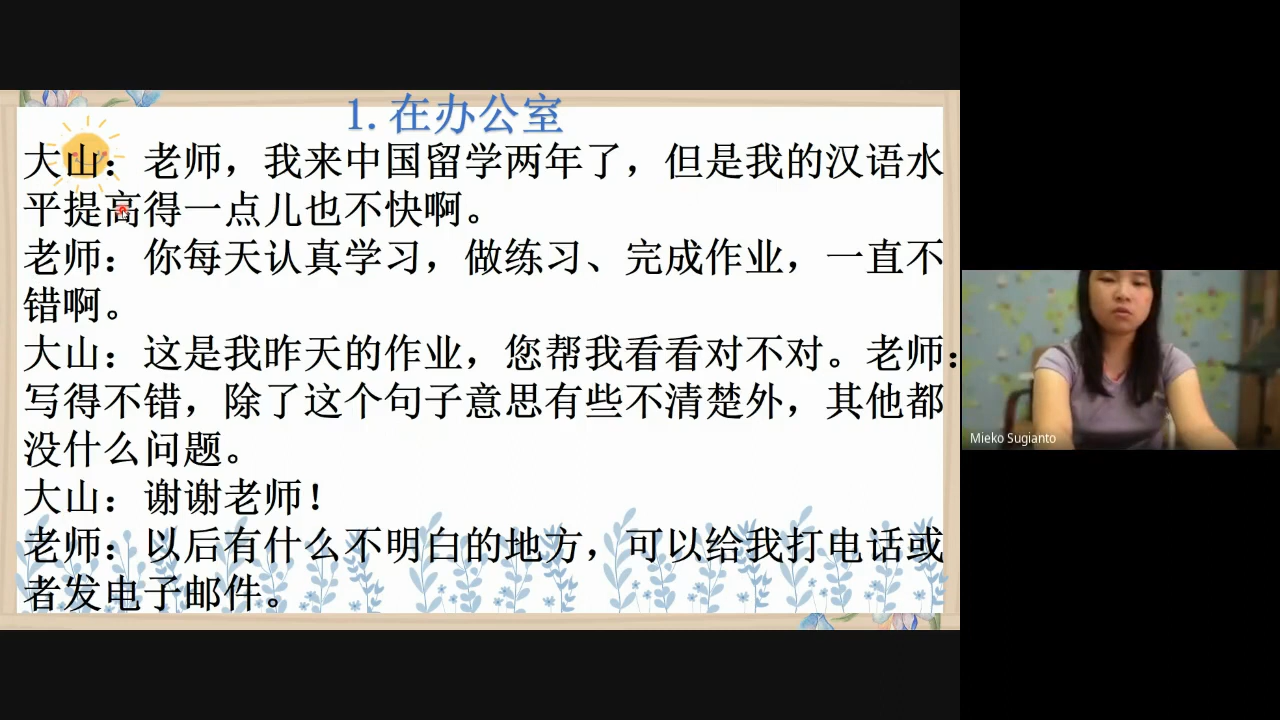 1.在办公室
大山：老师，我来中国留学两年了，但是我的汉语水
平提高得一点儿也不快啊。
老师：你每天认真学习，做练习、完成作业，一直不
错啊。
大山：这是我昨天的作业，您帮我看看对不对。老师：
写得不错，除了这个句子意思有些不清楚外，其他都
没什么问题。
大山：谢谢老师！
老师：以后有什么不明白的地方，可以给我打电话或
者发电子邮件。
Mieko Sugianto